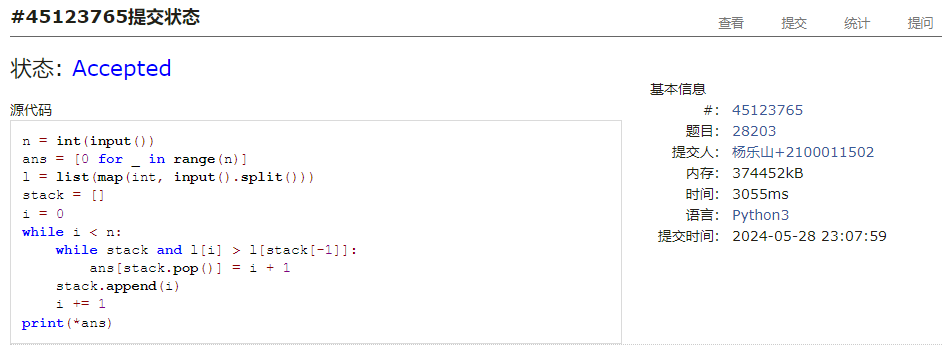 #45123765提交状态
查看 提交 统计 提问
状态: Accepted
源代码
n = int(input())
ans = [0 for _ in range(n)]
l = list(map(int, input().split()))
stack = []
i = 0
while i < n:
    while stack and l[i] > l[stack[-1]]:
        ans[stack.pop()] = i + 1
    stack.append(i)
    i += 1
print(*ans)
基本信息
#: 45123765
题目: 28203
提交人: 杨乐山+2100011502
内存: 374452kB
时间: 3055ms
语言: Python3
提交时间: 2024-05-28 23:07:59